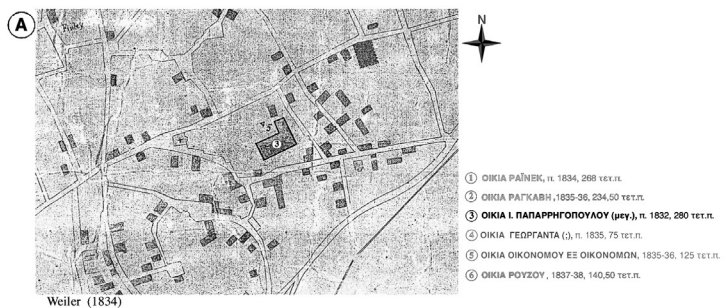 A
Finlay
N
3
① ΟΙΚΙΑ ΡΑΪΝΕΚ, π. 1834, 268 τετ.π.
② ΟΙΚΙΑ ΡΑΓΚΑΒΗ, 1835-36, 234,50 τετ.π.
③ ΟΙΚΙΑ Ι. ΠΑΠΑΡΡΗΓΟΠΟΥΛΟΥ (μεγ.), π. 1832, 280 τετ.π.
④ ΟΙΚΙΑ ΓΕΩΡΓΑΝΤΑ (;), π. 1835, 75 τετ.π.
⑤ ΟΙΚΙΑ ΟΙΚΟΝΟΜΟΥ ΕΞ ΟΙΚΟΝΟΜΩΝ, 1835-36, 125 τετ.π.
⑥ ΟΙΚΙΑ ΡΟΥΖΟΥ, 1837-38, 140,50 τετ.π.
Weiler (1834)